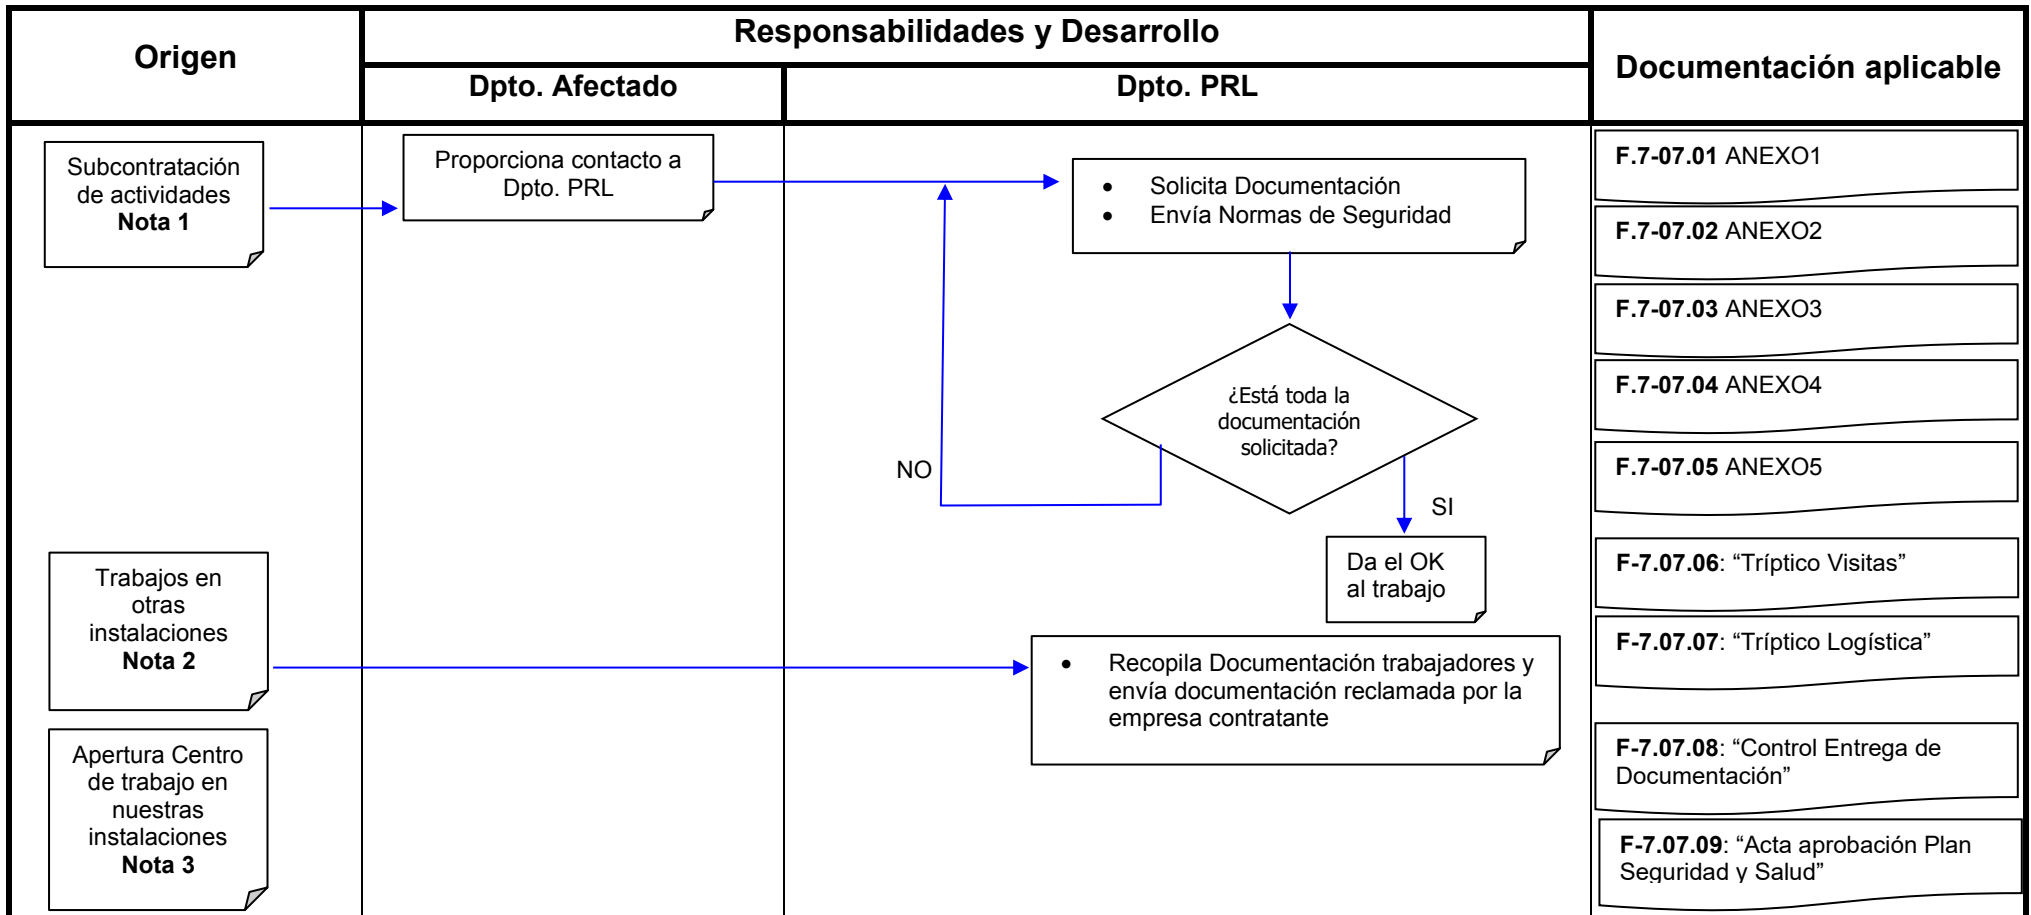 Origen
Responsabilidades y Desarrollo
Documentación aplicable
Dpto. Afectado
Dpto. PRL
Subcontratación
de actividades
Nota 1
Proporciona contacto a
Dpto. PRL
• Solicita Documentación
• Envía Normas de Seguridad
¿Está toda la
documentación
solicitada?
NO
SI
Da el OK
al trabajo
Trabajos en
otras
instalaciones
Nota 2
• Recopila Documentación trabajadores y
envía documentación reclamada por la
empresa contratante
Apertura Centro
de trabajo en
nuestras
instalaciones
Nota 3
F.7-07.01 ANEXO1
F.7-07.02 ANEXO2
F.7-07.03 ANEXO3
F.7-07.04 ANEXO4
F.7-07.05 ANEXO5
F-7.07.06: “Tríptico Visitas”
F-7.07.07: “Tríptico Logística”
F-7.07.08: “Control Entrega de
Documentación”
F-7.07.09: “Acta aprobación Plan
Seguridad y Salud”